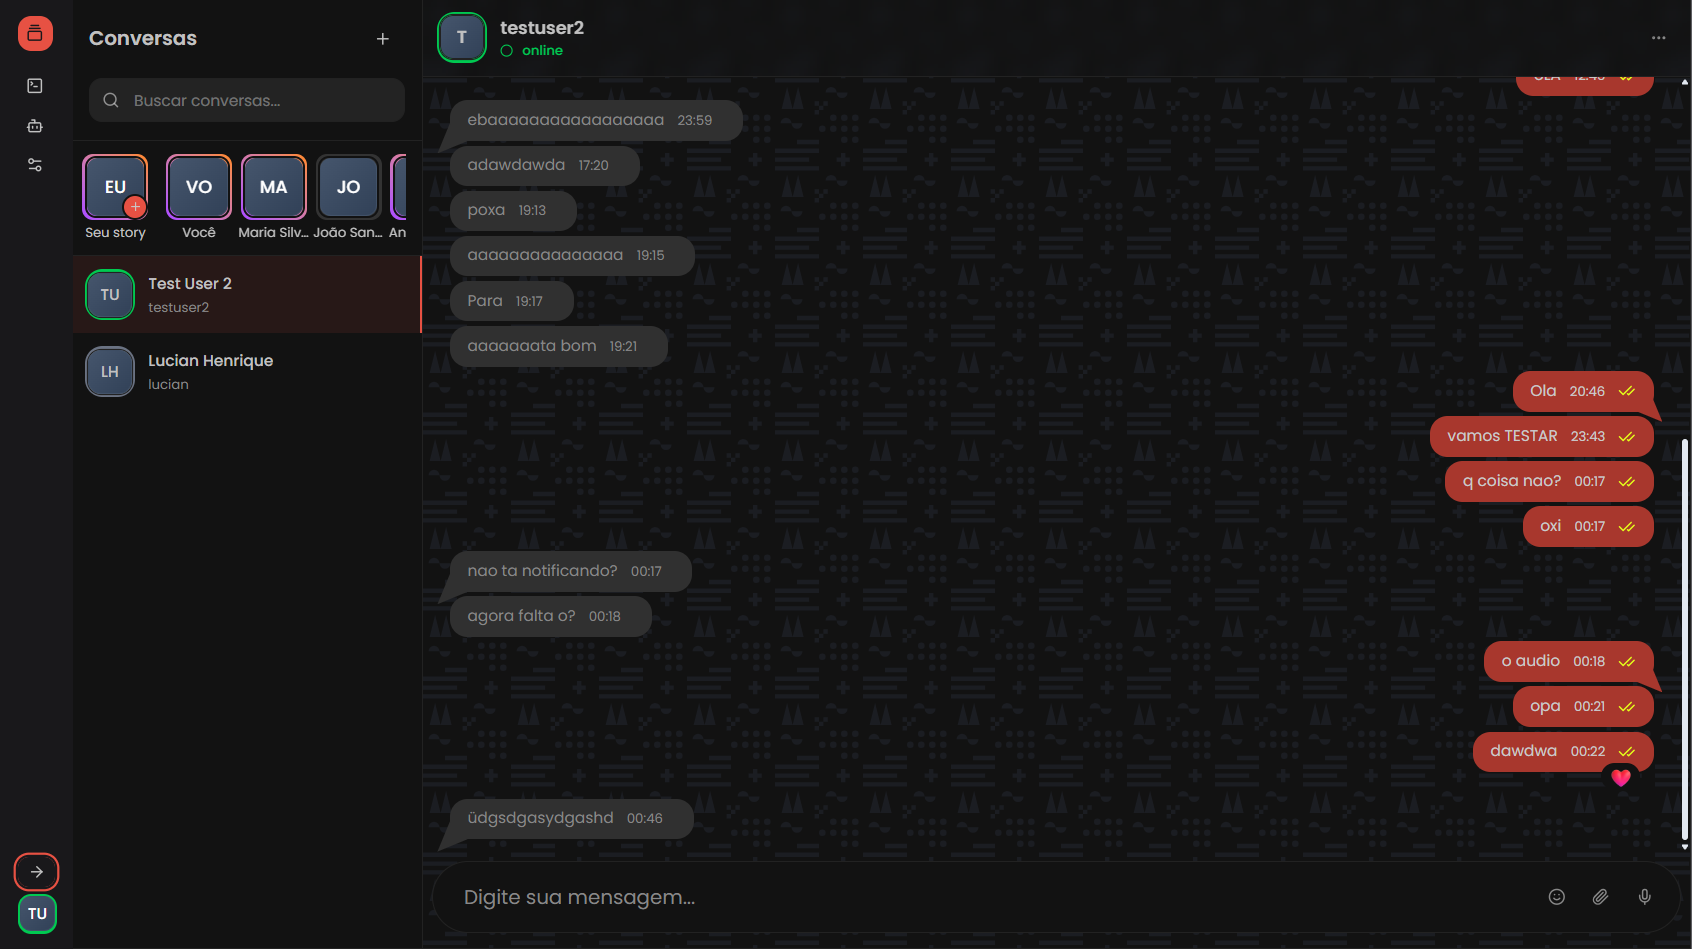 Conversas
Buscar conversas...
EU
VO
MA
JO
Seu story
Você
Maria Silv...
João San...
An
TU
Test User 2
testuser2
LH
Lucian Henrique
lucian
TU
T
testuser2
online
ebaaaaaaaaaaaaaaaaa 23:59
adawdawda 17:20
poxa 19:13
aaaaaaaaaaaaaaa 19:15
Para 19:17
aaaaaaata bom 19:21
Ola 20:46
vamos TESTAR 23:43
q coisa nao? 00:17
oxi 00:17
nao ta notificando? 00:17
agora falta o? 00:18
o audio 00:18
opa 00:21
dawdwa 00:22
üdgsdgasydgashd 00:46
Digite sua mensagem...